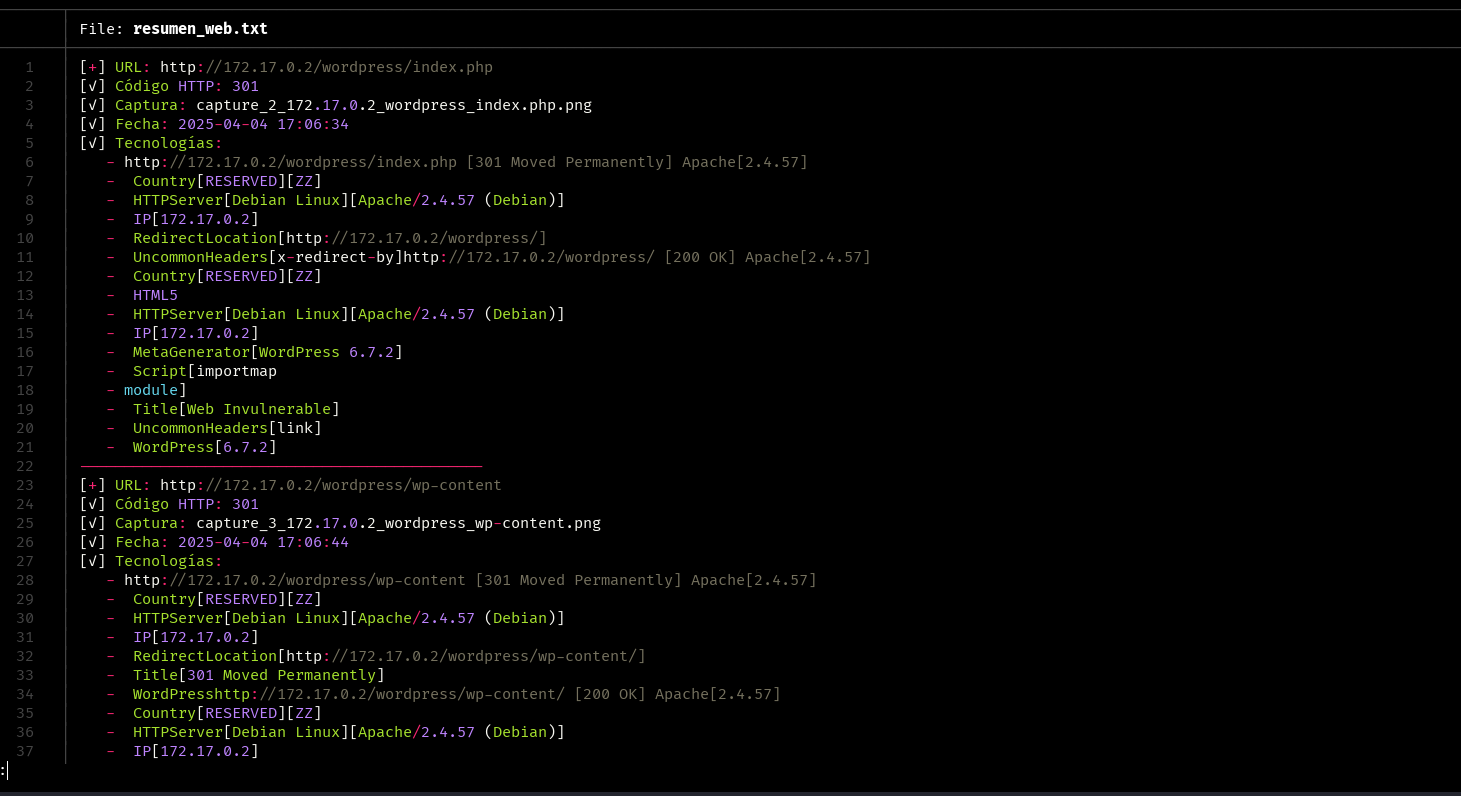 File: resumen_web.txt
1 [+] URL: http://172.17.0.2/wordpress/index.php
2 [√] Código HTTP: 301
3 [√] Captura: capture_2_172.17.0.2_wordpress_index.php.png
4 [√] Fecha: 2025-04-04 17:06:34
5 [√] Tecnologías:
6 - http://172.17.0.2/wordpress/index.php [301 Moved Permanently] Apache[2.4.57]
7 - Country[RESERVED][ZZ]
8 - HTTPServer[Debian Linux][Apache/2.4.57 (Debian)]
9 - IP[172.17.0.2]
10 - RedirectLocation[http://172.17.0.2/wordpress/]
11 - UncommonHeaders[x-redirect-by]http://172.17.0.2/wordpress/ [200 OK] Apache[2.4.57]
12 - Country[RESERVED][ZZ]
13 - HTML5
14 - HTTPServer[Debian Linux][Apache/2.4.57 (Debian)]
15 - IP[172.17.0.2]
16 - MetaGenerator[WordPress 6.7.2]
17 - Script[importmap
18 - module]
19 - Title[Web Invulnerable]
20 - UncommonHeaders[link]
21 - WordPress[6.7.2]
22
23 [+] URL: http://172.17.0.2/wordpress/wp-content
24 [√] Código HTTP: 301
25 [√] Captura: capture_3_172.17.0.2_wordpress_wp-content.png
26 [√] Fecha: 2025-04-04 17:06:44
27 [√] Tecnologías:
28 - http://172.17.0.2/wordpress/wp-content [301 Moved Permanently] Apache[2.4.57]
29 - Country[RESERVED][ZZ]
30 - HTTPServer[Debian Linux][Apache/2.4.57 (Debian)]
31 - IP[172.17.0.2]
32 - RedirectLocation[http://172.17.0.2/wordpress/wp-content/]
33 - Title[301 Moved Permanently]
34 - WordPresshttp://172.17.0.2/wordpress/wp-content/ [200 OK] Apache[2.4.57]
35 - Country[RESERVED][ZZ]
36 - HTTPServer[Debian Linux][Apache/2.4.57 (Debian)]
37 - IP[172.17.0.2]
: